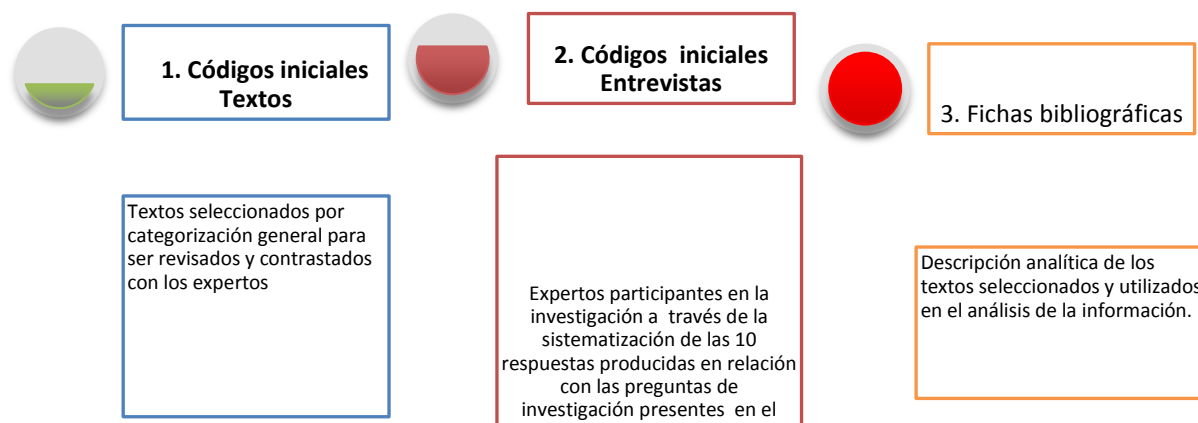 1. Códigos iniciales
Textos
2. Códigos iniciales
Entrevistas
3. Fichas bibliográficas
Textos seleccionados por
categorización general para
ser revisados y contrastados
con los expertos
Expertos participantes en la
investigación a través de la
sistematización de las 10
respuestas producidas en relación
con las preguntas de
investigación presentes en el
Descripción analítica de los
textos seleccionados y utilizados
en el análisis de la información.